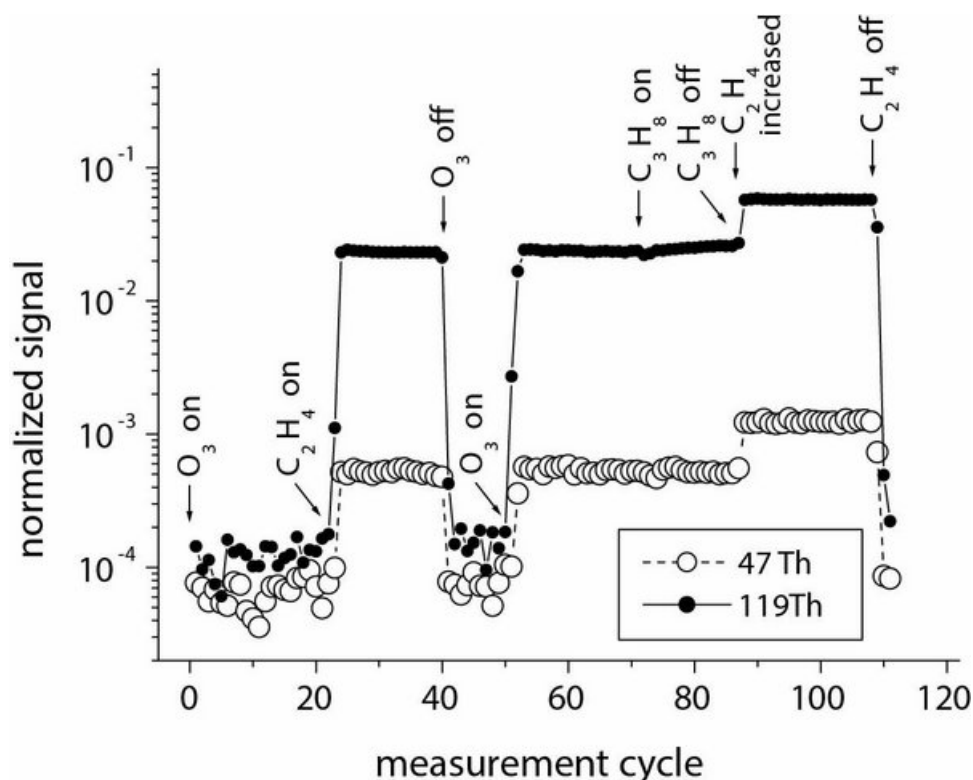 O₃ on
C₂H₄ on
O₃ off
O₃ on
C₃H₈ on
C₃H₈ off
C₂H₄
increased
C₂H₄ off
10⁻¹
10⁻²
10⁻³
10⁻⁴
normalized signal
47 Th
119Th
0 20 40 60 80 100 120
measurement cycle